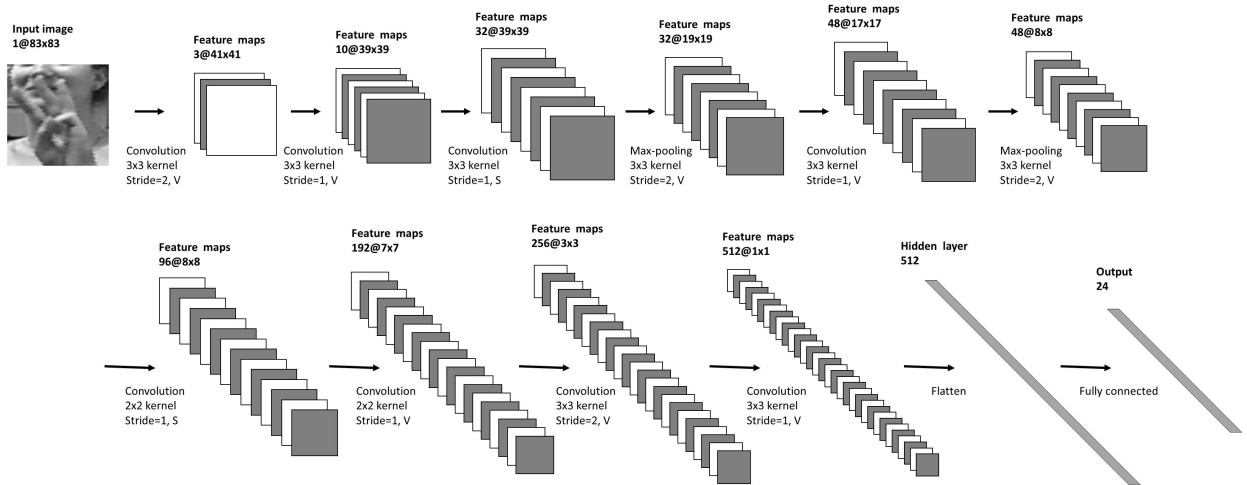 Input image
1@83x83
Convolution
3x3 kernel
Stride=2, V
Feature maps
3@41x41
Convolution
3x3 kernel
Stride=1, V
Feature maps
10@39x39
Convolution
3x3 kernel
Stride=1, S
Feature maps
32@39x39
Max-pooling
3x3 kernel
Stride=2, V
Feature maps
32@19x19
Convolution
3x3 kernel
Stride=1, V
Feature maps
48@17x17
Max-pooling
3x3 kernel
Stride=2, V
Feature maps
48@8x8
Convolution
2x2 kernel
Stride=1, S
Feature maps
96@8x8
Convolution
2x2 kernel
Stride=1, V
Feature maps
192@7x7
Convolution
3x3 kernel
Stride=2, V
Feature maps
256@3x3
Convolution
3x3 kernel
Stride=1, V
Feature maps
512@1x1
Flatten
Hidden layer
512
Fully connected
Output
24